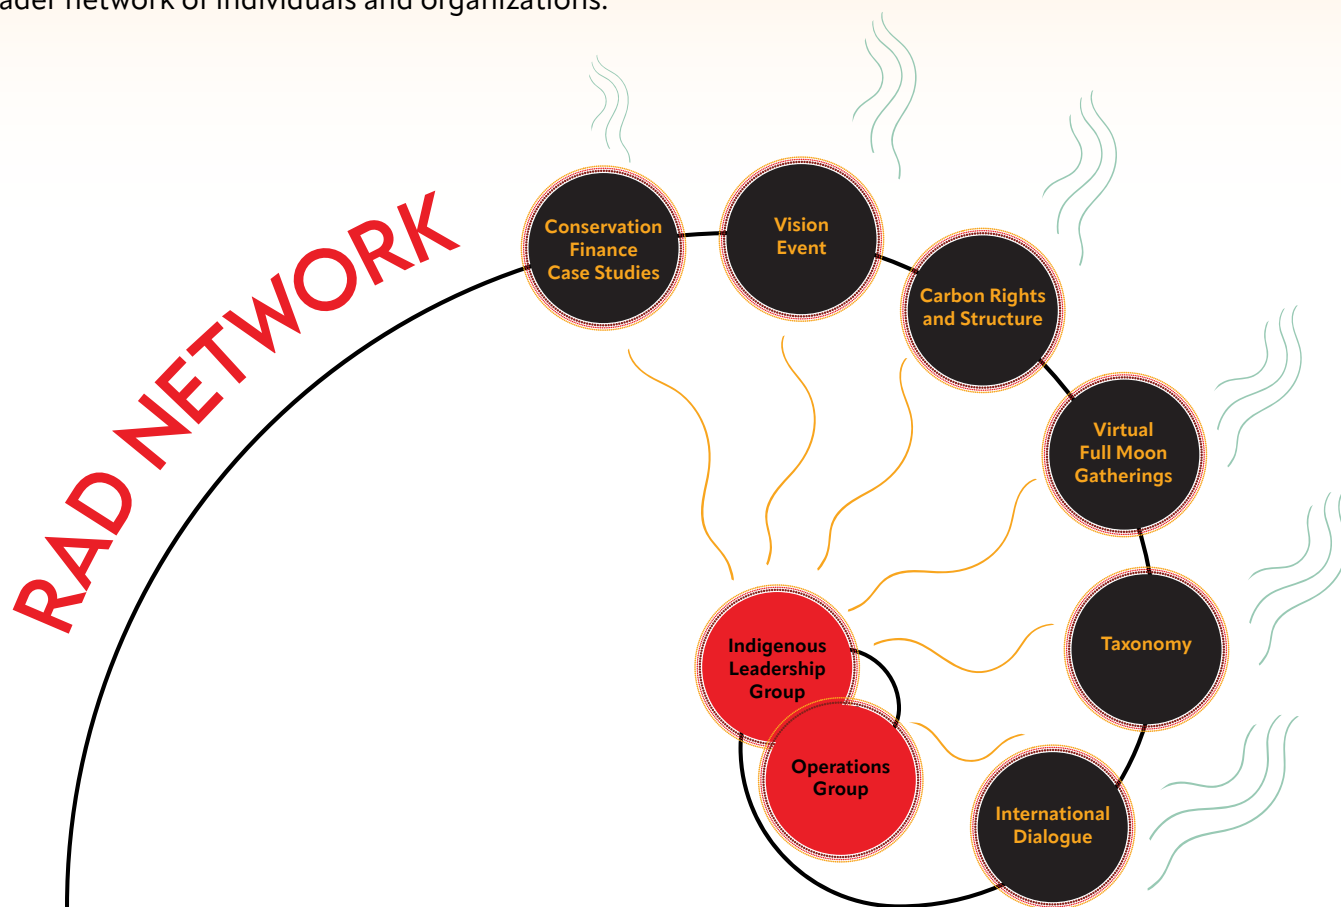 network of individuals and organizations.
RAD NETWORK
Conservation
Finance
Case Studies
Vision
Event
Carbon Rights
and Structure
Virtual
Full Moon
Gatherings
Taxonomy
International
Dialogue
Indigenous
Leadership
Group
Operations
Group